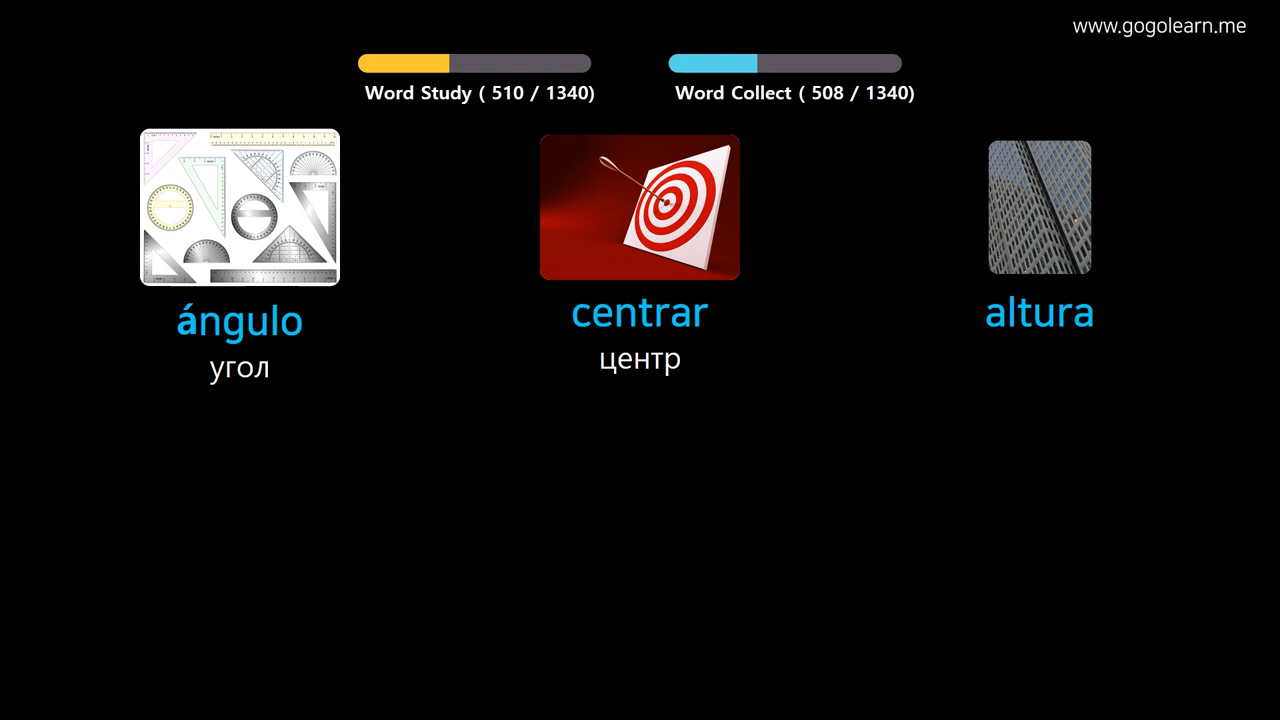 www.gogolearn.me
Word Study ( 510 / 1340)
Word Collect ( 508 / 1340)
ángulo
угол
centrar
центр
altura